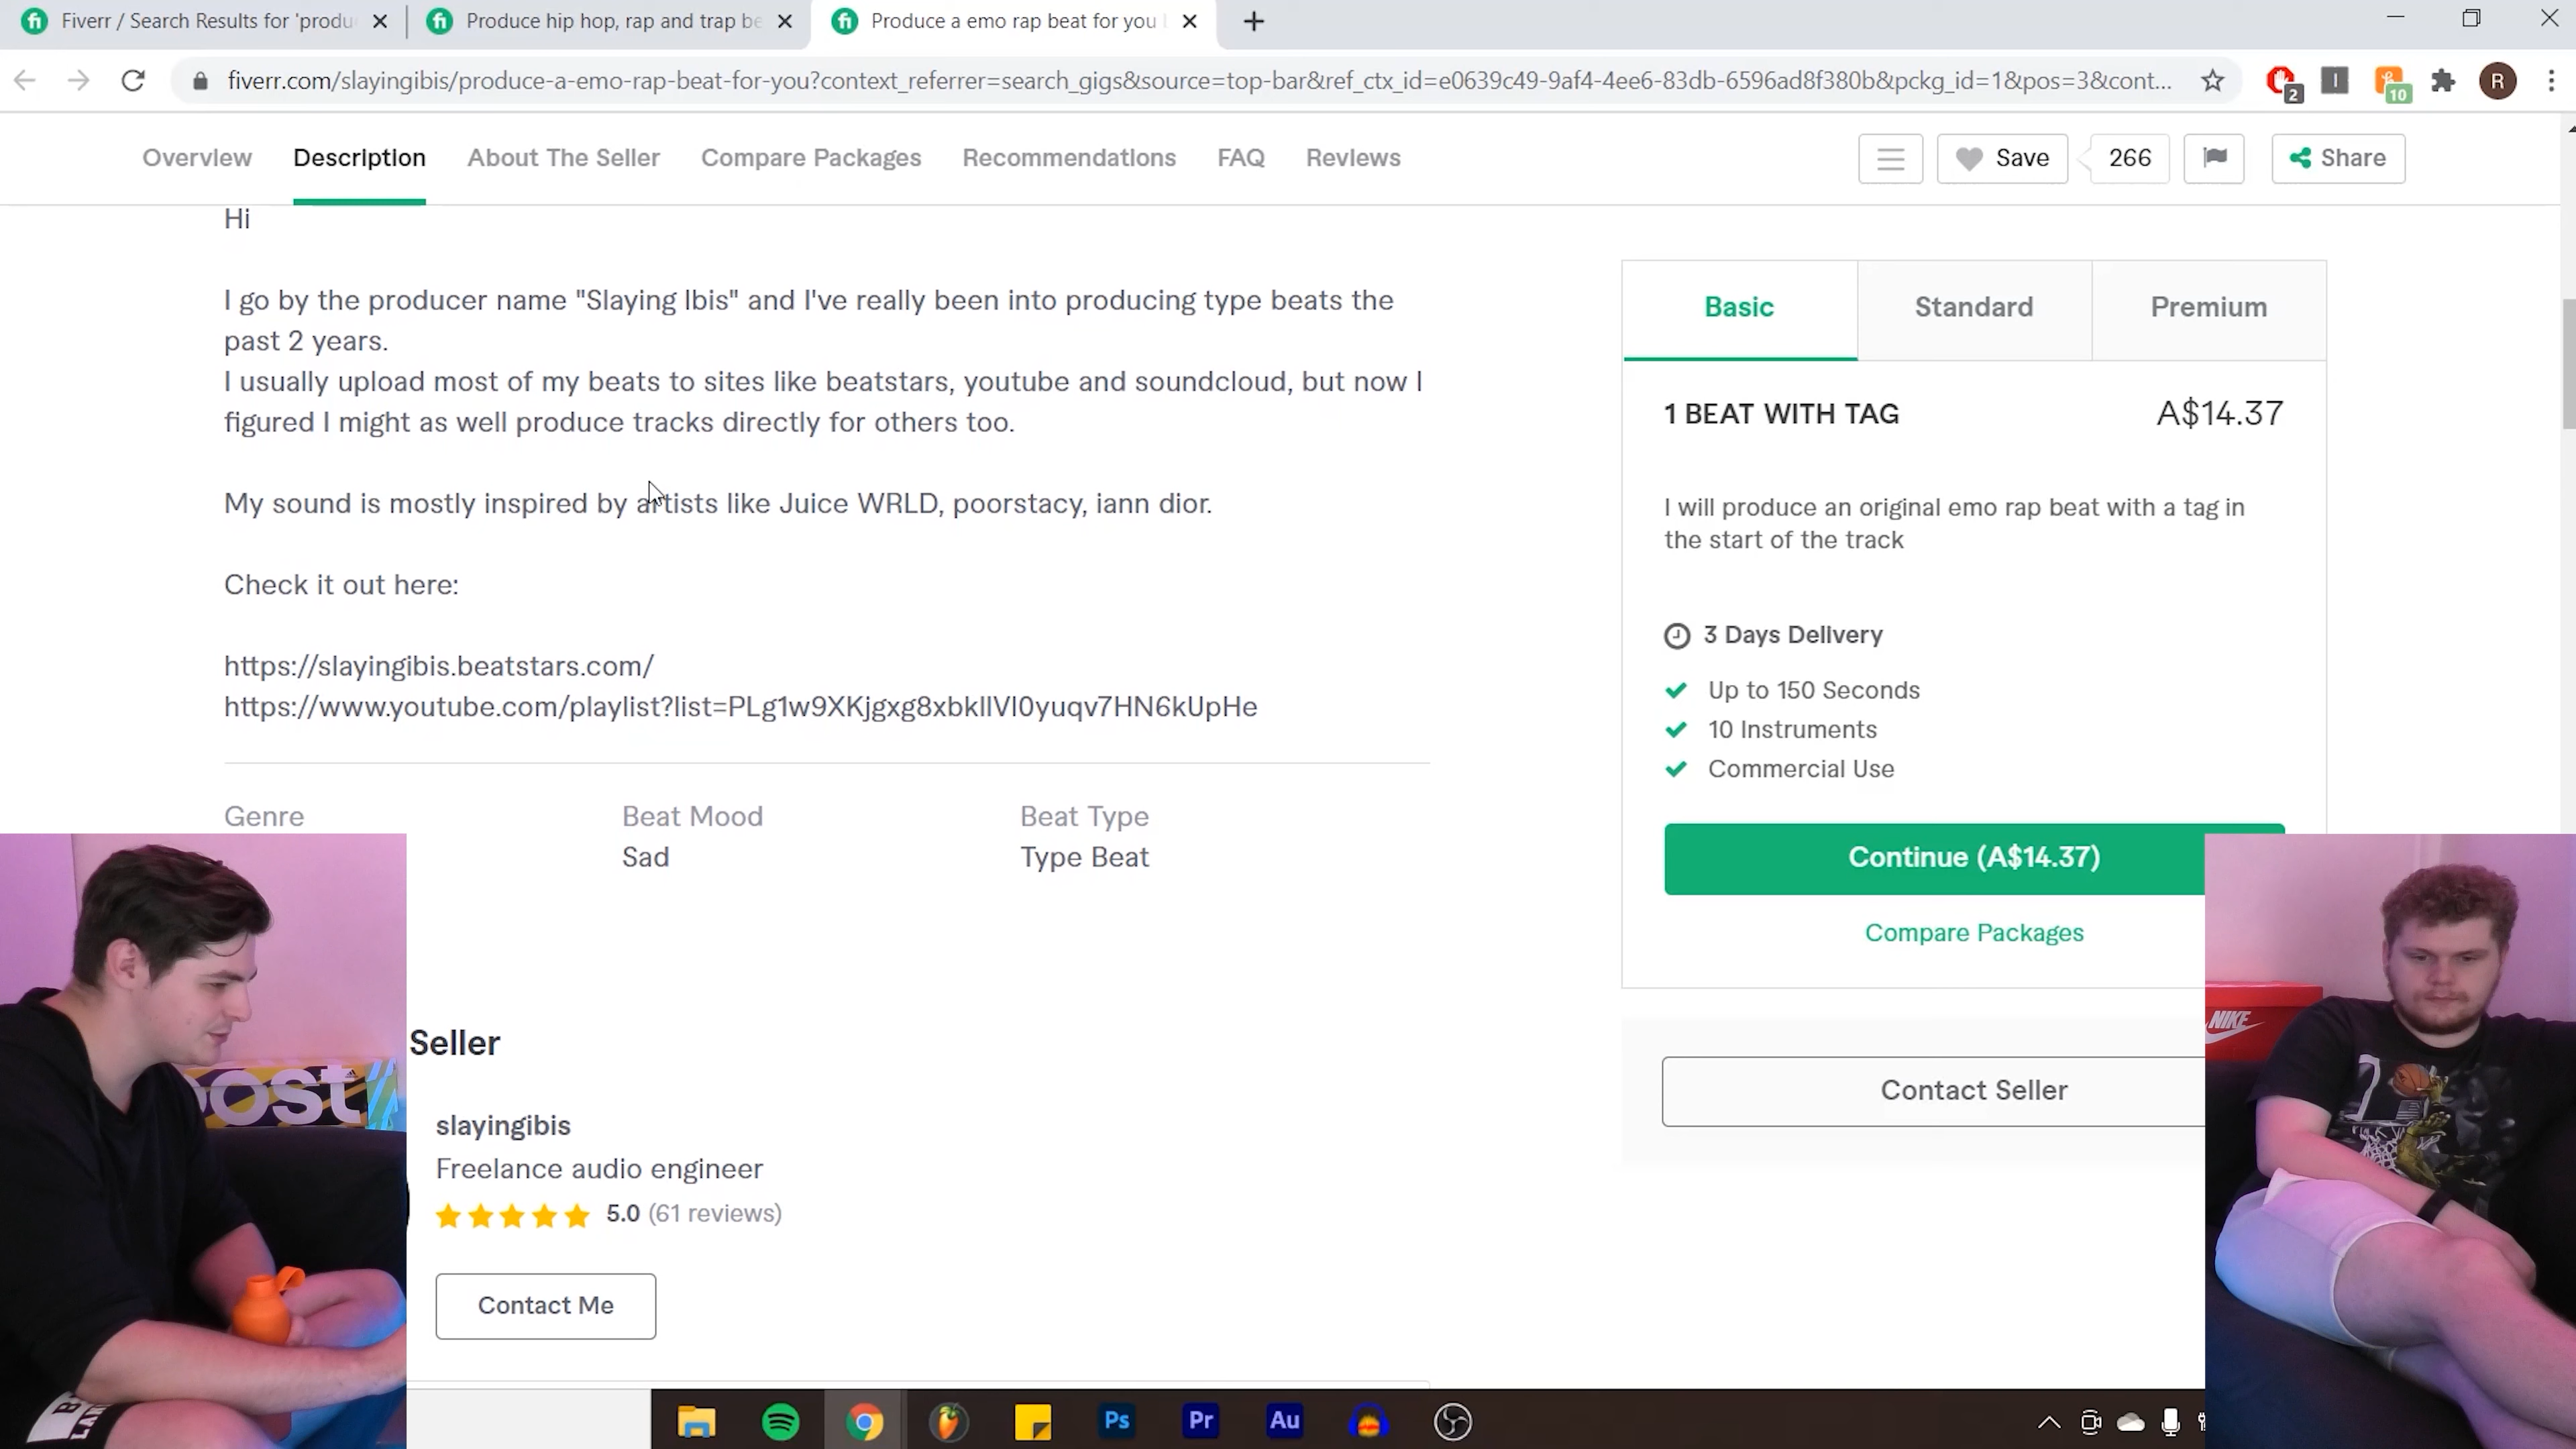 Fiverr / Search Results for 'produ
Produce hip hop, rap and trap be
Produce a emo rap beat for you
fiverr.com/slayingibis/produce-a-emo-rap-beat-for-you?context_referrer=search_gigs&source=top-bar&ref_ctx_id=e0639c49-9af4-4ee6-83db-6596ad8f380b&pckg_id=1&pos=3&cont...
2
10
R
Overview Description About The Seller Compare Packages Recommendations FAQ Reviews
Save 266 Share
Hi
I go by the producer name "Slaying Ibis" and I've really been into producing type beats the
past 2 years.
I usually upload most of my beats to sites like beatstars, youtube and soundcloud, but now I
figured I might as well produce tracks directly for others too.
My sound is mostly inspired by artists like Juice WRLD, poorstacy, iann dior.
Check it out here:
https://slayingibis.beatstars.com/
https://www.youtube.com/playlist?list=PLg1w9XKjgxg8xbkIlVI0yuqv7HN6kUpHe
Genre Beat Mood Beat Type
Sad Type Beat
Seller
slayingibis
Freelance audio engineer
5.0 (61 reviews)
Contact Me
Basic Standard Premium
1 BEAT WITH TAG A$14.37
I will produce an original emo rap beat with a tag in
the start of the track
3 Days Delivery
Up to 150 Seconds
10 Instruments
Commercial Use
Continue (A$14.37)
Compare Packages
Contact Seller
NIKE
Ps Pr Au